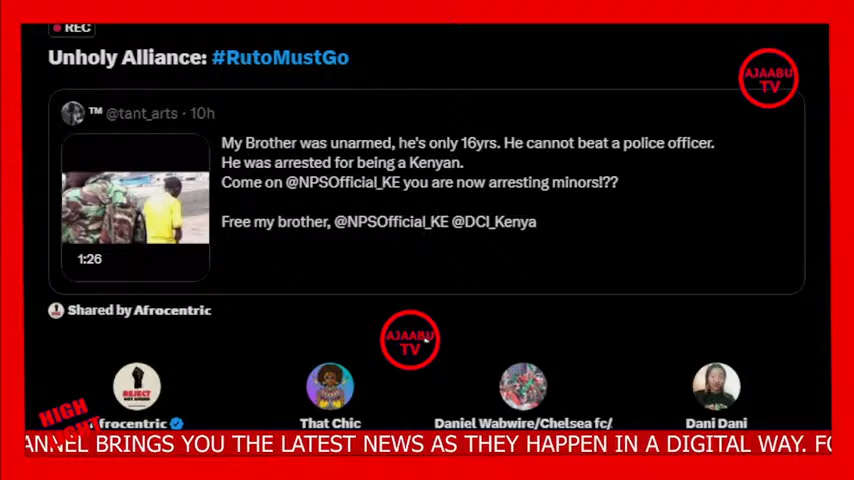 REC
Unholy Alliance: #RutoMustGo
AJAABU
TV
™ @tant_arts · 10h
My Brother was unarmed, he's only 16yrs. He cannot beat a police officer.
He was arrested for being a Kenyan.
Come on @NPSOfficial_KE you are now arresting minors!??
Free my brother, @NPSOfficial_KE @DCI_Kenya
1:26
Shared by Afrocentric
AJAABU
TV
REJECT
HIGH
frocentric
That Chic
Daniel Wabwire/Chelsea fc/
Dani Dani
ANNEL BRINGS YOU THE LATEST NEWS AS THEY HAPPEN IN A DIGITAL WAY. FO